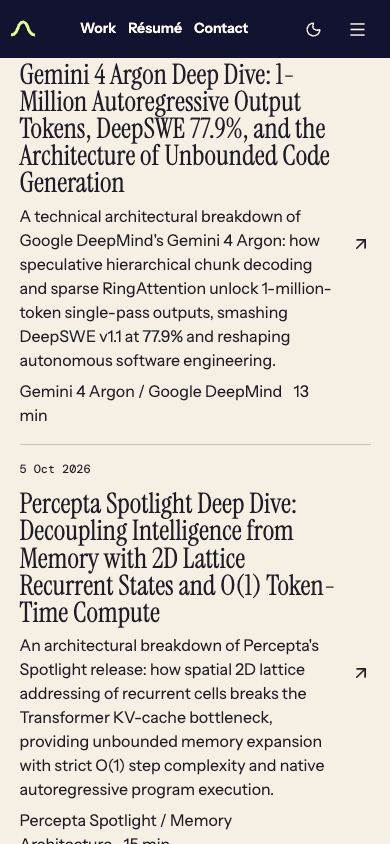 Work Résumé Contact
Gemini 4 Argon Deep Dive: 1-
Million Autoregressive Output
Tokens, DeepSWE 77.9%, and the
Architecture of Unbounded Code
Generation
A technical architectural breakdown of
Google DeepMind's Gemini 4 Argon: how
speculative hierarchical chunk decoding
and sparse RingAttention unlock 1-million-
token single-pass outputs, smashing
DeepSWE v1.1 at 77.9% and reshaping
autonomous software engineering.
Gemini 4 Argon / Google DeepMind 13
min
5 Oct 2026
Percepta Spotlight Deep Dive:
Decoupling Intelligence from
Memory with 2D Lattice
Recurrent States and O(1) Token-
Time Compute
An architectural breakdown of Percepta's
Spotlight release: how spatial 2D lattice
addressing of recurrent cells breaks the
Transformer KV-cache bottleneck,
providing unbounded memory expansion
with strict O(1) step complexity and native
autoregressive program execution.
Percepta Spotlight / Memory
Architecture 15 min